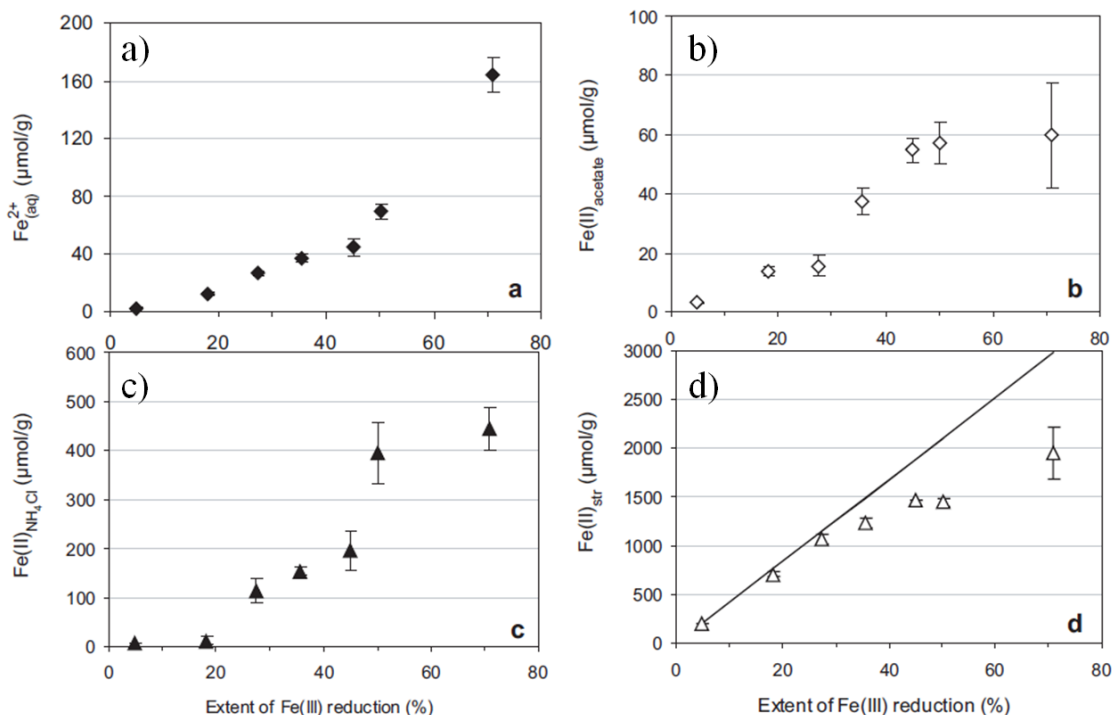 a)
Fe2+(aq) (µmol/g)
200
160
120
80
40
0
a
0 20 40 60 80
b)
Fe(II)acetate (µmol/g)
100
80
60
40
20
0
b
0 20 40 60 80
c)
Fe(II)NH4Cl (µmol/g)
600
500
400
300
200
100
0
c
0 20 40 60 80
Extent of Fe(III) reduction (%)
d)
Fe(II)str (µmol/g)
3000
2500
2000
1500
1000
500
0
d
0 20 40 60 80
Extent of Fe(III) reduction (%)